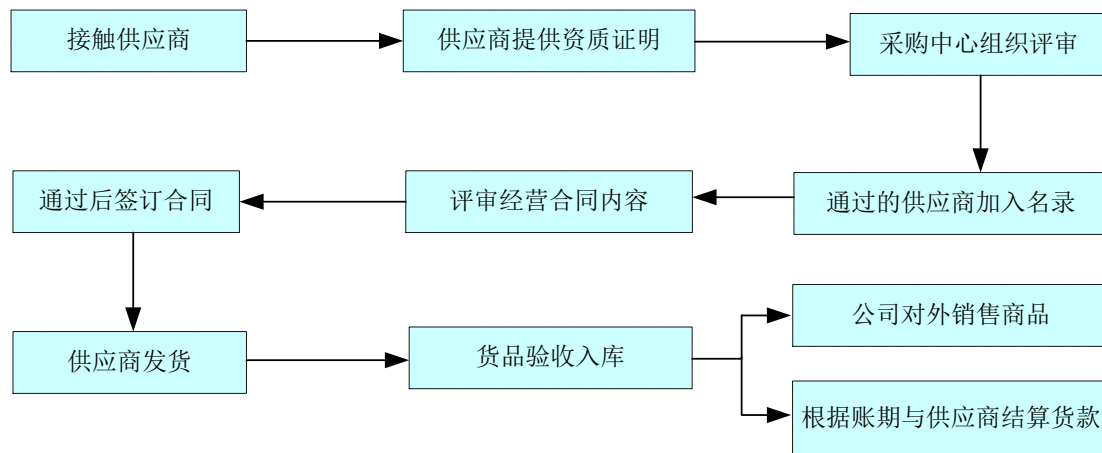 接触供应商
供应商提供资质证明
采购中心组织评审
通过的供应商加入名录
评审经营合同内容
通过后签订合同
供应商发货
货品验收入库
公司对外销售商品
根据账期与供应商结算货款